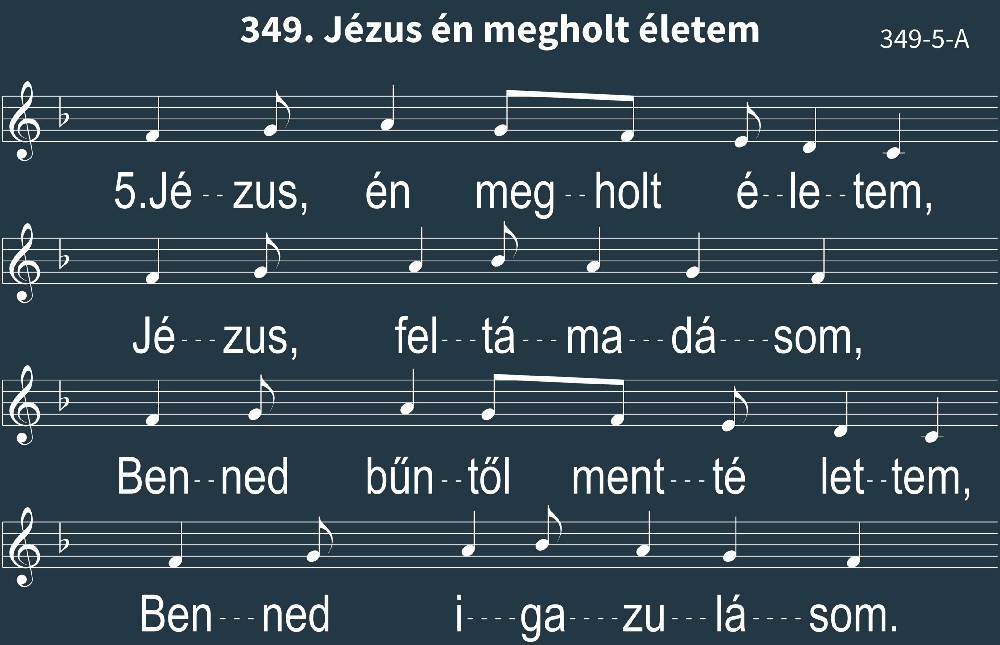 349. Jézus én megholt életem
349-5-A
5.Jé--zus, én meg--holt é--le--tem,
Jé---zus, fel---tá---ma---dá----som,
Ben--ned bűn--től ment---té let--tem,
Ben---ned i----ga----zu---lá----som.